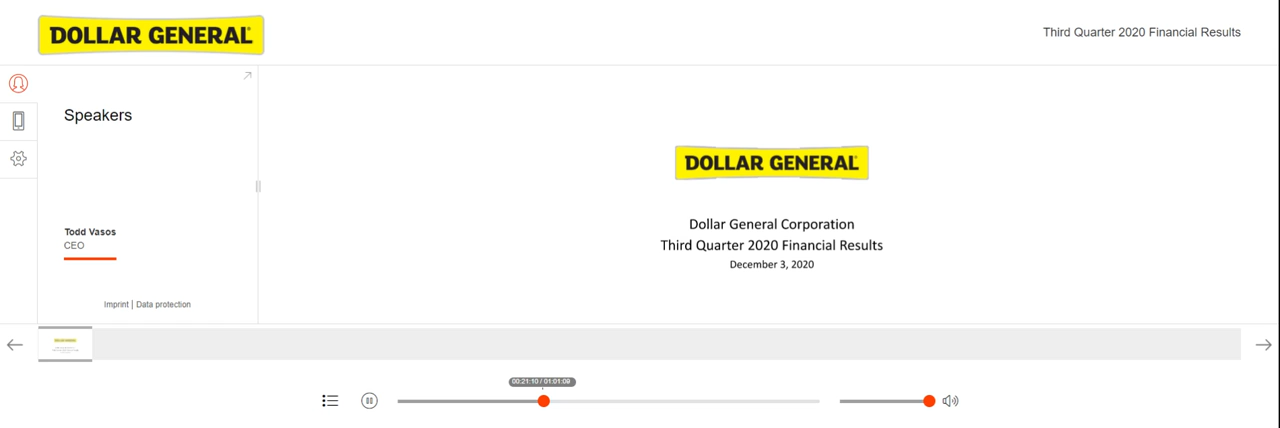 DOLLAR GENERAL
Third Quarter 2020 Financial Results
Speakers
Todd Vasos
CEO
Imprint | Data protection
DOLLAR GENERAL
Dollar General Corporation
Third Quarter 2020 Financial Results
December 3, 2020
00:21:10 / 01:01:09